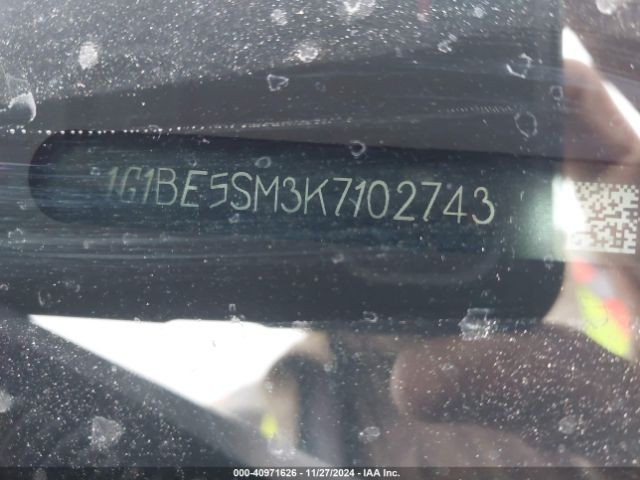 1G1BE5SM3K7102743
000-40971626 - 11/27/2024 - IAA Inc.